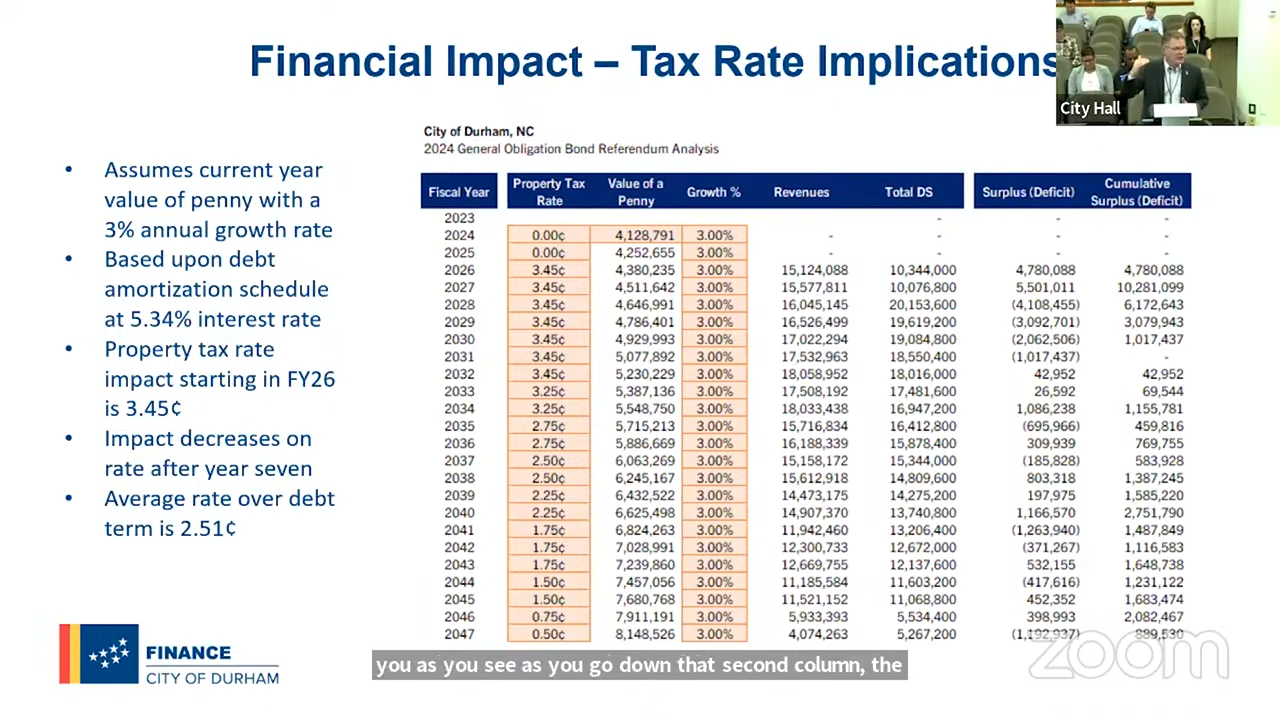 Financial Impact – Tax Rate Implications
City Hall
City of Durham, NC
2024 General Obligation Bond Referendum Analysis
• Assumes current year
value of penny with a
3% annual growth rate
• Based upon debt
amortization schedule
at 5.34% interest rate
• Property tax rate
impact starting in FY26
is 3.45¢
• Impact decreases on
rate after year seven
• Average rate over debt
term is 2.51¢
Fiscal Year Property Tax Rate Value of a Penny Growth % Revenues Total DS Surplus (Deficit) Cumulative Surplus (Deficit)
2023 - - -
2024 0.00¢ 4,128,791 3.00% - - - -
2025 0.00¢ 4,252,655 3.00% - - - -
2026 3.45¢ 4,380,235 3.00% 15,124,088 10,344,000 4,780,088 4,780,088
2027 3.45¢ 4,511,642 3.00% 15,577,811 10,076,800 5,501,011 10,281,099
2028 3.45¢ 4,646,991 3.00% 16,045,145 20,153,600 (4,108,455) 6,172,643
2029 3.45¢ 4,786,401 3.00% 16,526,499 19,619,200 (3,092,701) 3,079,943
2030 3.45¢ 4,929,993 3.00% 17,022,294 19,084,800 (2,062,506) 1,017,437
2031 3.45¢ 5,077,892 3.00% 17,532,963 18,550,400 (1,017,437) -
2032 3.45¢ 5,230,229 3.00% 18,058,952 18,016,000 42,952 42,952
2033 3.25¢ 5,387,136 3.00% 17,508,192 17,481,600 26,592 69,544
2034 3.25¢ 5,548,750 3.00% 18,033,438 16,947,200 1,086,238 1,155,781
2035 2.75¢ 5,715,213 3.00% 15,716,834 16,412,800 (695,966) 459,816
2036 2.75¢ 5,886,669 3.00% 16,188,339 15,878,400 309,939 769,755
2037 2.50¢ 6,063,269 3.00% 15,158,172 15,344,000 (185,828) 583,928
2038 2.50¢ 6,245,167 3.00% 15,612,918 14,809,600 803,318 1,387,245
2039 2.25¢ 6,432,522 3.00% 14,473,175 14,275,200 197,975 1,585,220
2040 2.25¢ 6,625,498 3.00% 14,907,370 13,740,800 1,166,570 2,751,790
2041 1.75¢ 6,824,263 3.00% 11,942,460 13,206,400 (1,263,940) 1,487,849
2042 1.75¢ 7,028,991 3.00% 12,300,733 12,672,000 (371,267) 1,116,583
2043 1.75¢ 7,239,860 3.00% 12,669,755 12,137,600 532,155 1,648,738
2044 1.50¢ 7,457,056 3.00% 11,185,584 11,603,200 (417,616) 1,231,122
2045 1.50¢ 7,680,768 3.00% 11,521,152 11,068,800 452,352 1,683,474
2046 0.75¢ 7,911,191 3.00% 5,933,393 5,534,400 398,993 2,082,467
2047 0.50¢ 8,148,526 3.00% 4,074,263 5,267,200 (1,192,937) 889,530
FINANCE
CITY OF DURHAM
you as you see as you go down that second column, the
zoom